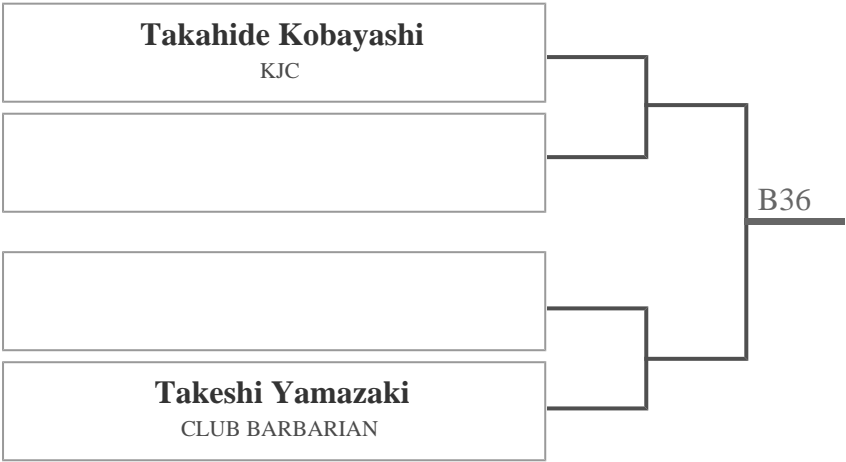 Takahide Kobayashi
KJC
B36
Takeshi Yamazaki
CLUB BARBARIAN